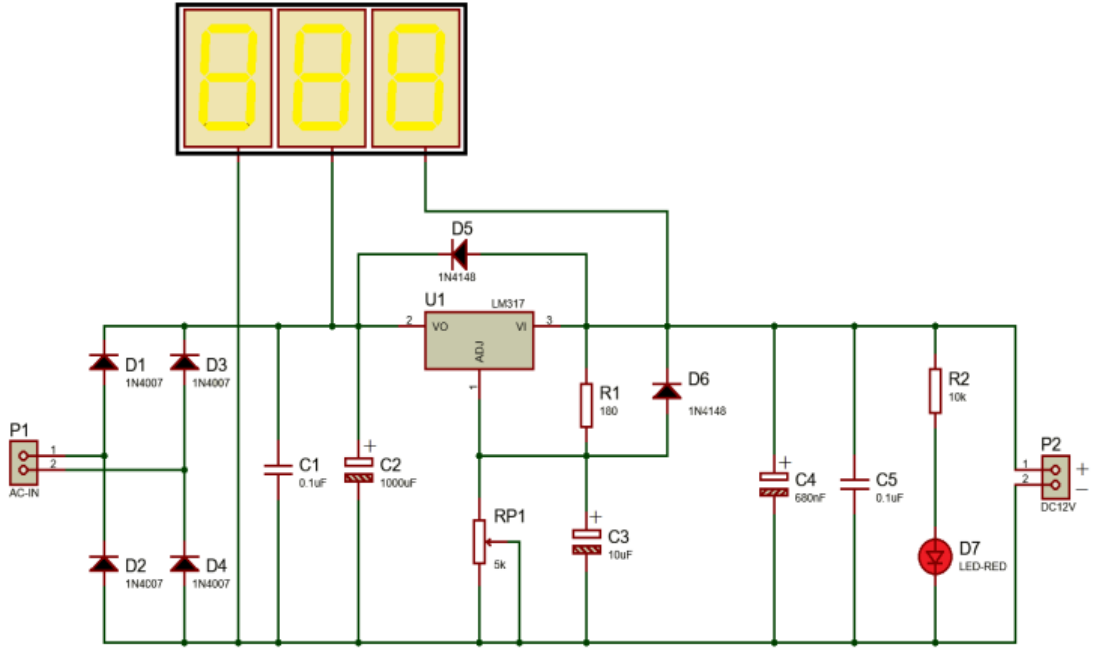 D5
1N4148
U1
LM317
2
VO
VI
3
ADJ
1
D1
1N4007
D3
1N4007
R1
180
D6
1N4148
R2
10k
P1
1
2
AC-IN
C1
0.1uF
+
C2
1000uF
+
C4
680nF
C5
0.1uF
P2
1
2
+
−
DC12V
RP1
5k
+
C3
10uF
D2
1N4007
D4
1N4007
D7
LED-RED